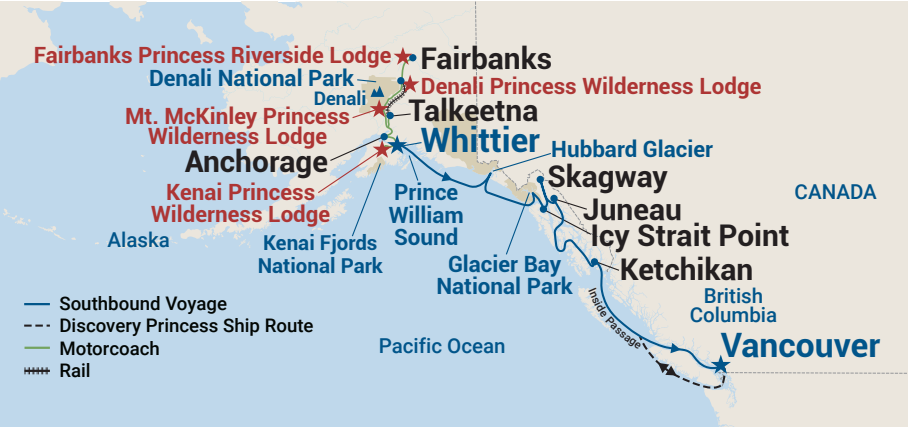 Fairbanks Princess Riverside Lodge
Fairbanks
Denali National Park
Denali Princess Wilderness Lodge
Denali
Mt. McKinley Princess
Wilderness Lodge
Talkeetna
Whittier
Anchorage
Hubbard Glacier
Kenai Princess
Wilderness Lodge
Prince
William
Sound
Skagway
CANADA
Juneau
Icy Strait Point
Alaska
Kenai Fjords
National Park
Glacier Bay
National Park
Ketchikan
British
Columbia
Inside Passage
Southbound Voyage
Discovery Princess Ship Route
Motorcoach
Rail
Pacific Ocean
Vancouver